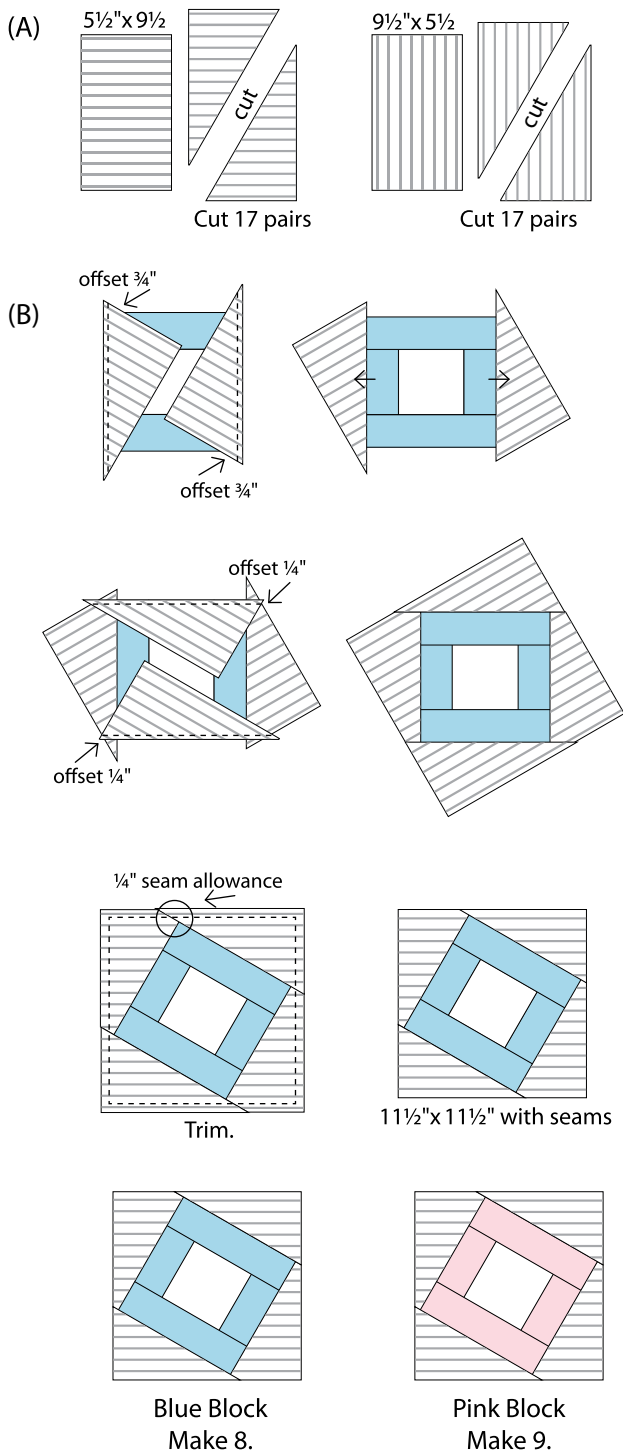 (A)
5½"x 9½
cut
Cut 17 pairs
9½"x 5½
cut
Cut 17 pairs
(B)
offset ¾"
offset ¾"
offset ¼"
offset ¼"
¼" seam allowance
Trim.
11½"x 11½" with seams
Blue Block
Make 8.
Pink Block
Make 9.